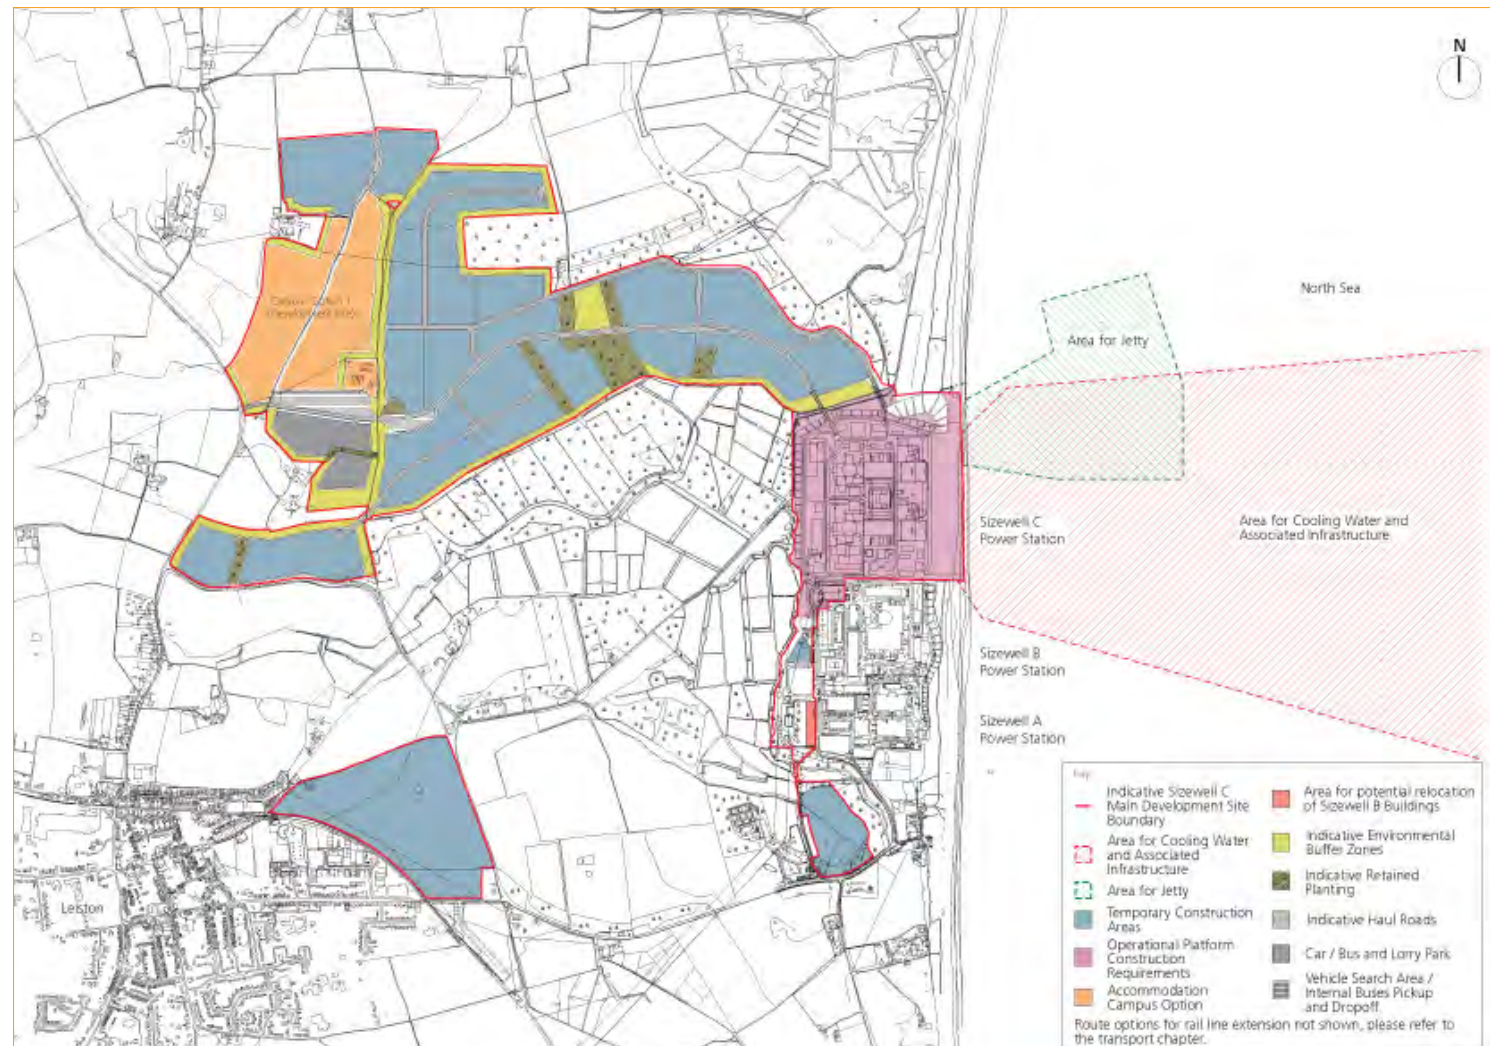 N
North Sea
Area for Jetty
Campus Option 1
Sizewell C
Power Station
Area for Cooling Water and
Associated Infrastructure
Sizewell B
Power Station
Sizewell A
Power Station
Leiston
Key
Indicative Sizewell C
Main Development Site
Boundary
Area for Cooling Water
and Associated
Infrastructure
Area for Jetty
Temporary Construction
Areas
Operational Platform
Construction
Requirements
Accommodation
Campus Option
Area for potential relocation
of Sizewell B Buildings
Indicative Environmental
Buffer Zones
Indicative Retained
Planting
Indicative Haul Roads
Car / Bus and Lorry Park
Vehicle Search Area /
Internal Buses Pickup
and Dropoff
Route options for rail line extension not shown, please refer to
the transport chapter.